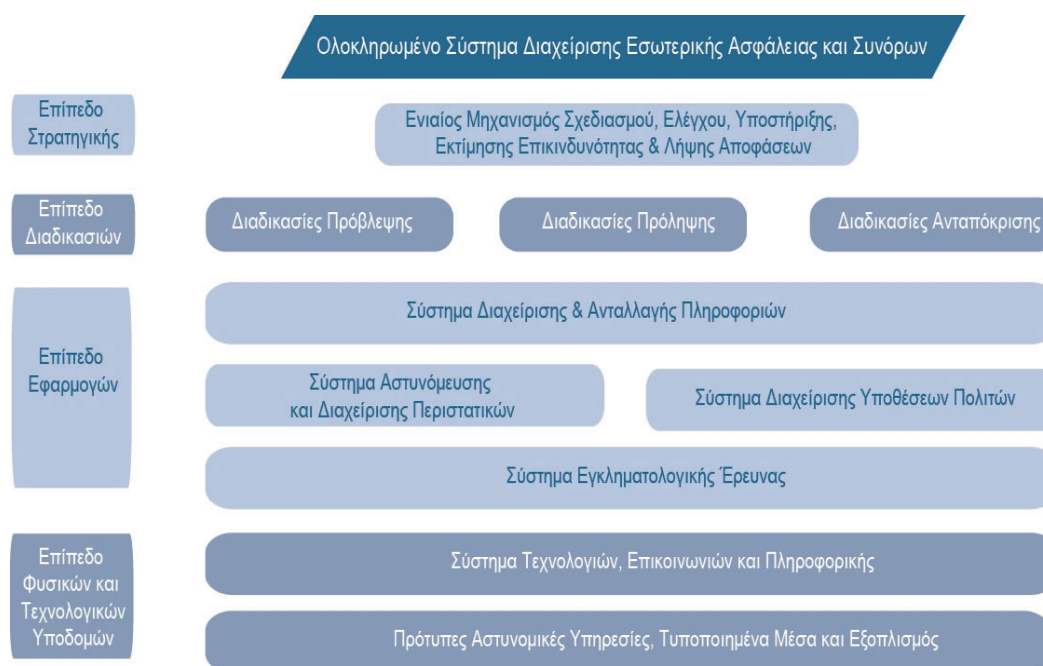 Ολοκληρωμένο Σύστημα Διαχείρισης Εσωτερικής Ασφάλειας και Συνόρων
Επίπεδο
Στρατηγικής
Ενιαίος Μηχανισμός Σχεδιασμού, Ελέγχου, Υποστήριξης,
Εκτίμησης Επικινδυνότητας & Λήψης Αποφάσεων
Επίπεδο
Διαδικασιών
Διαδικασίες Πρόβλεψης
Διαδικασίες Πρόληψης
Διαδικασίες Ανταπόκρισης
Επίπεδο
Εφαρμογών
Σύστημα Διαχείρισης & Ανταλλαγής Πληροφοριών
Σύστημα Αστυνόμευσης
και Διαχείρισης Περιστατικών
Σύστημα Διαχείρισης Υποθέσεων Πολιτών
Σύστημα Εγκληματολογικής Έρευνας
Επίπεδο
Φυσικών και
Τεχνολογικών
Υποδομών
Σύστημα Τεχνολογιών, Επικοινωνιών και Πληροφορικής
Πρότυπες Αστυνομικές Υπηρεσίες, Τυποποιημένα Μέσα και Εξοπλισμός